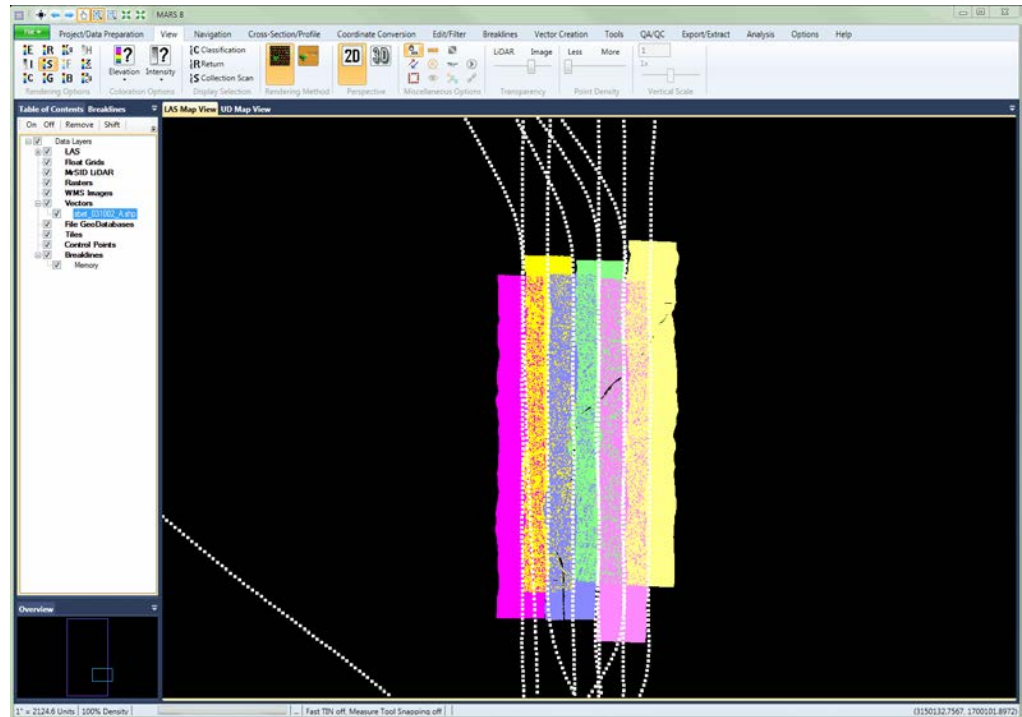 MARS 8
File Project/Data Preparation View Navigation Cross-Section/Profile Coordinate Conversion Edit/Filter Breaklines Vector Creation Tools QA/QC Export/Extract Analysis Options Help
E R H
I S F
C G B
Rendering Options
Elevation Intensity
Coloration Options
C Classification
R Return
S Collection Scan
Display Selection
Rendering Method
2D 3D
Perspective
Miscellaneous Options
LiDAR Image
Transparency
Less More
Point Density
1
1x
Vertical Scale
Table of Contents Breaklines
LAS Map View UD Map View
On Off Remove Shift
Data Layers
LAS
Float Grids
MrSID LiDAR
Rasters
WMS Images
Vectors
File GeoDatabases
Tiles
Control Points
Breaklines
Memory
Overview
1" = 2124.6 Units 100% Density ... Fast TIN off, Measure Tool Snapping off (3150132.7567, 1700101.8972)